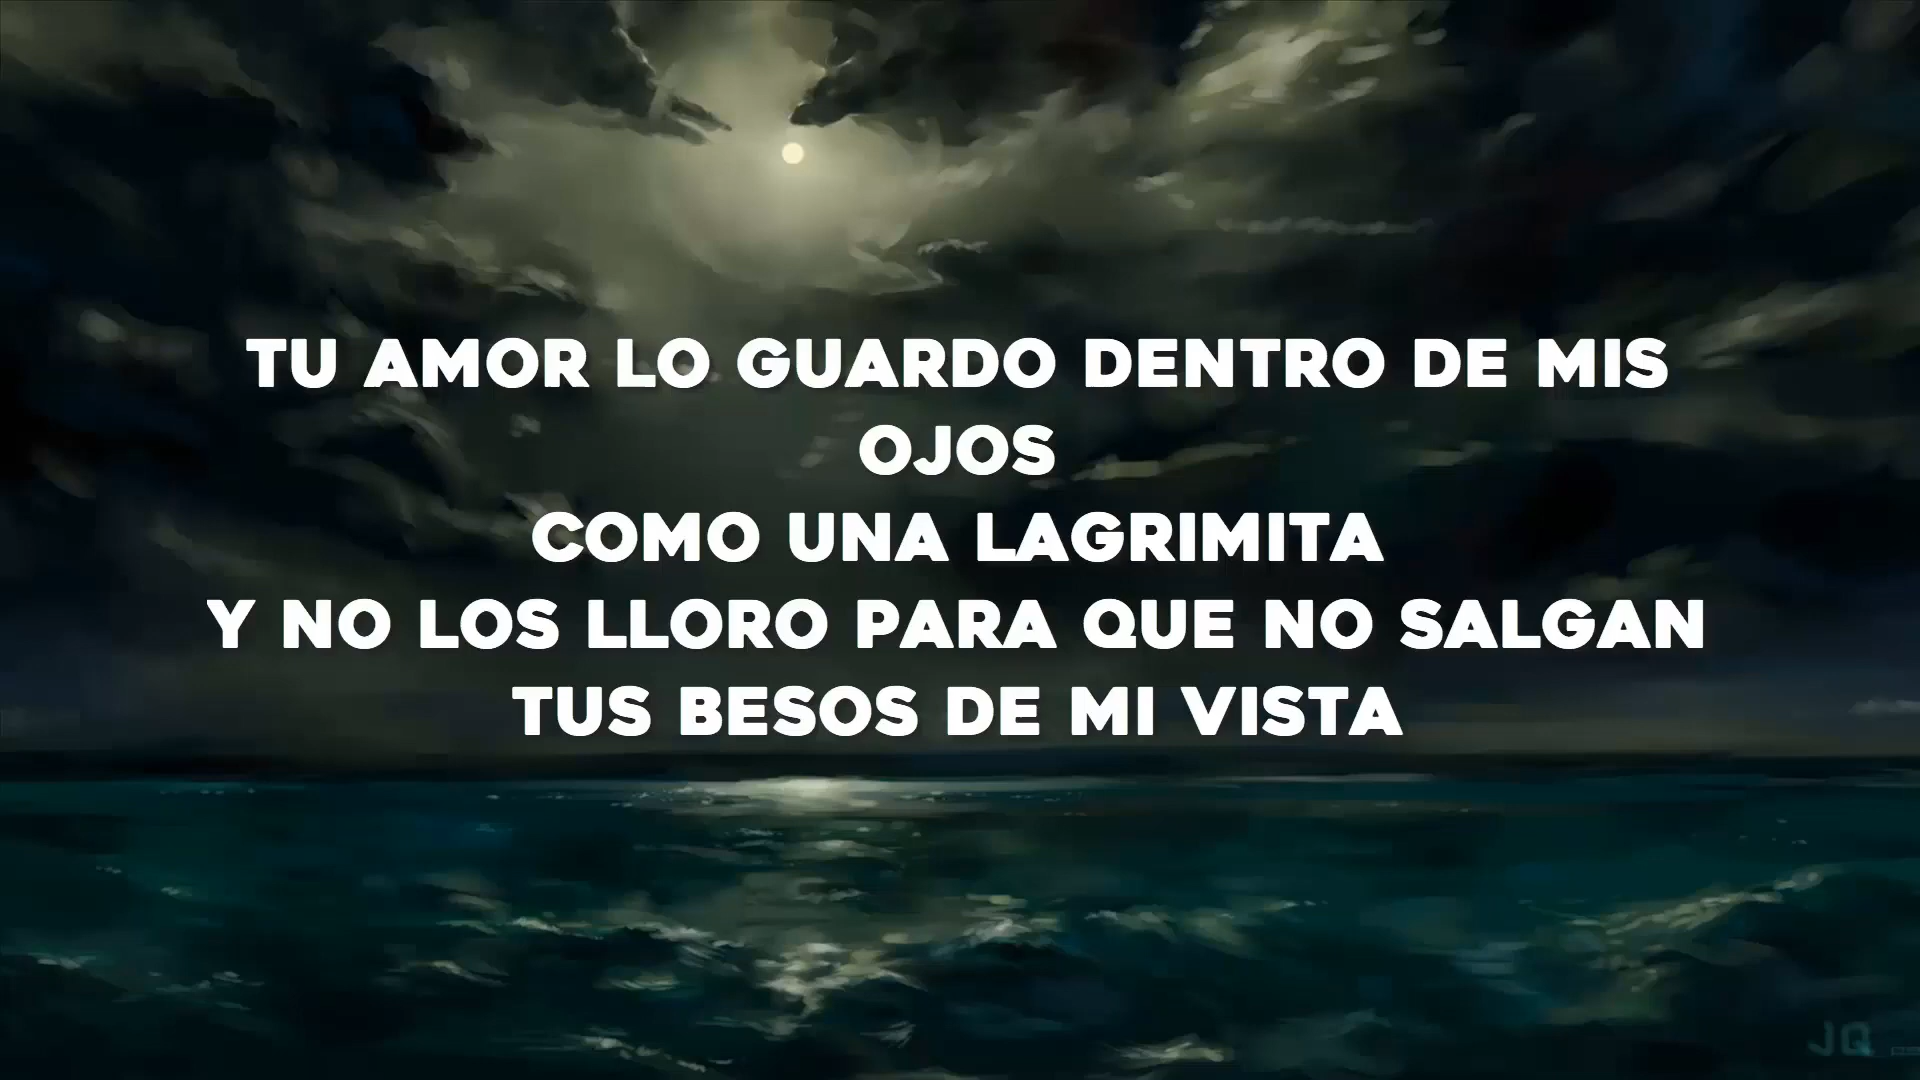 TU AMOR LO GUARDO DENTRO DE MIS
OJOS
COMO UNA LAGRIMITA
Y NO LOS LLORO PARA QUE NO SALGAN
TUS BESOS DE MI VISTA
JQ